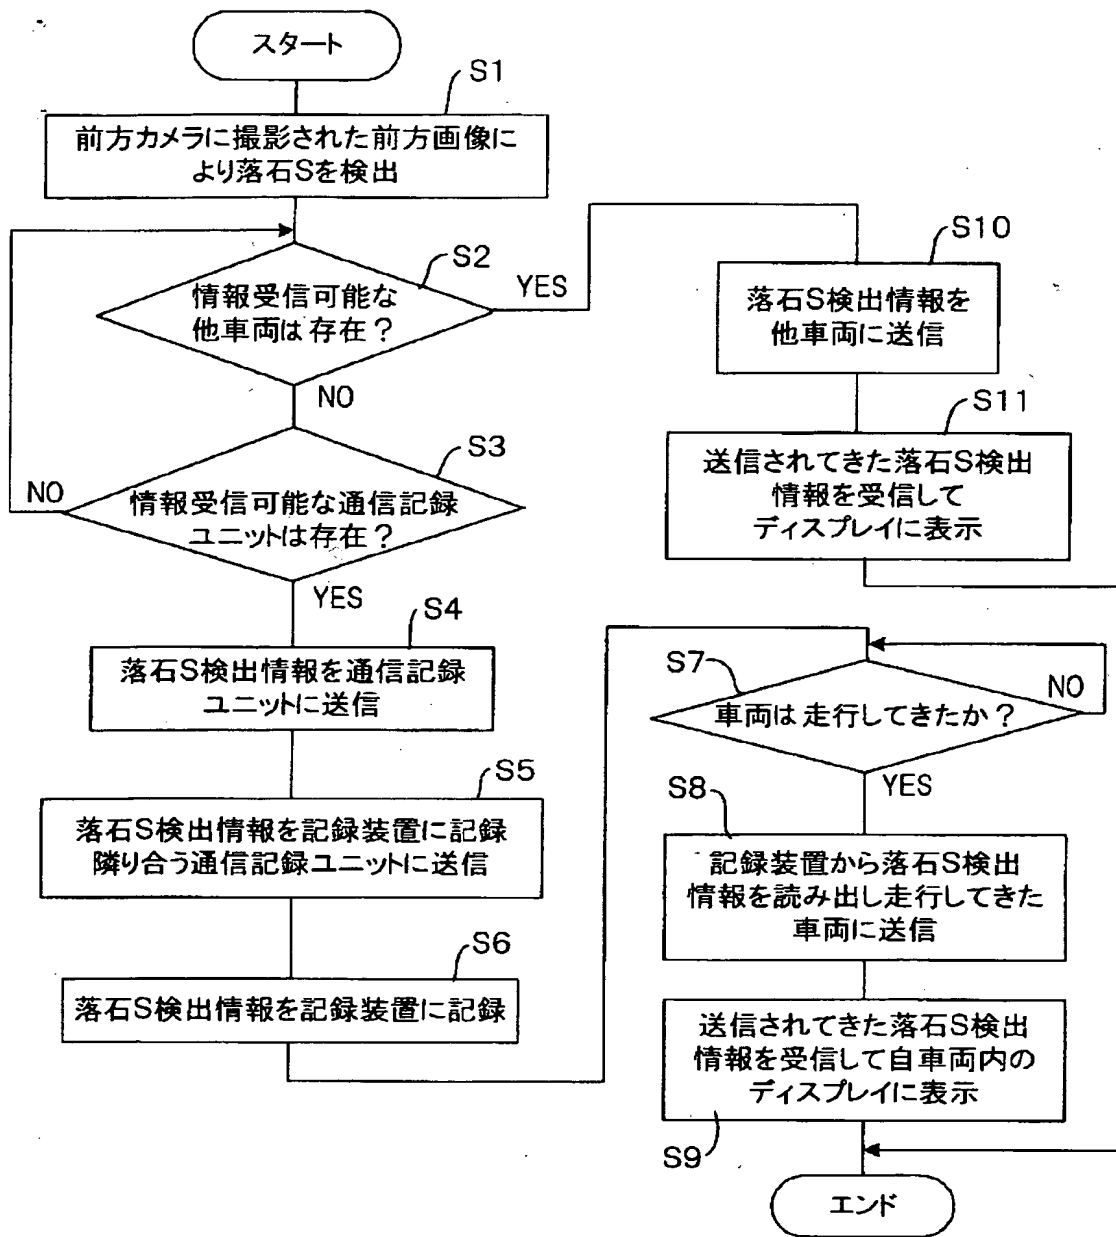 スタート
S1
前方カメラに撮影された前方画像に
より落石Sを検出
S2
情報受信可能な
他車両は存在？
YES
NO
S3
情報受信可能な通信記録
ユニットは存在？
NO
YES
S4
落石S検出情報を通信記録
ユニットに送信
S5
落石S検出情報を記録装置に記録
隣り合う通信記録ユニットに送信
S6
落石S検出情報を記録装置に記録
S10
落石S検出情報を
他車両に送信
S11
送信されてきた落石S検出
情報を受信して
ディスプレイに表示
S7
車両は走行してきたか？
NO
YES
S8
記録装置から落石S検出
情報を読み出し走行してきた
車両に送信
送信されてきた落石S検出
情報を受信して自車両内の
ディスプレイに表示
S9
エンド